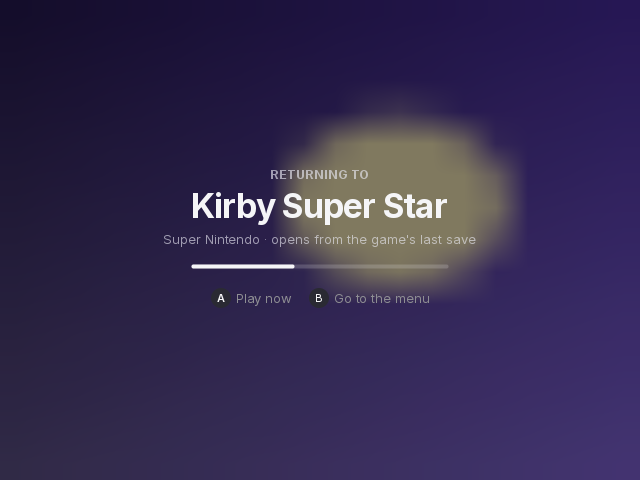 RETURNING TO
Kirby Super Star
Super Nintendo · opens from the game's last save
A Play now B Go to the menu